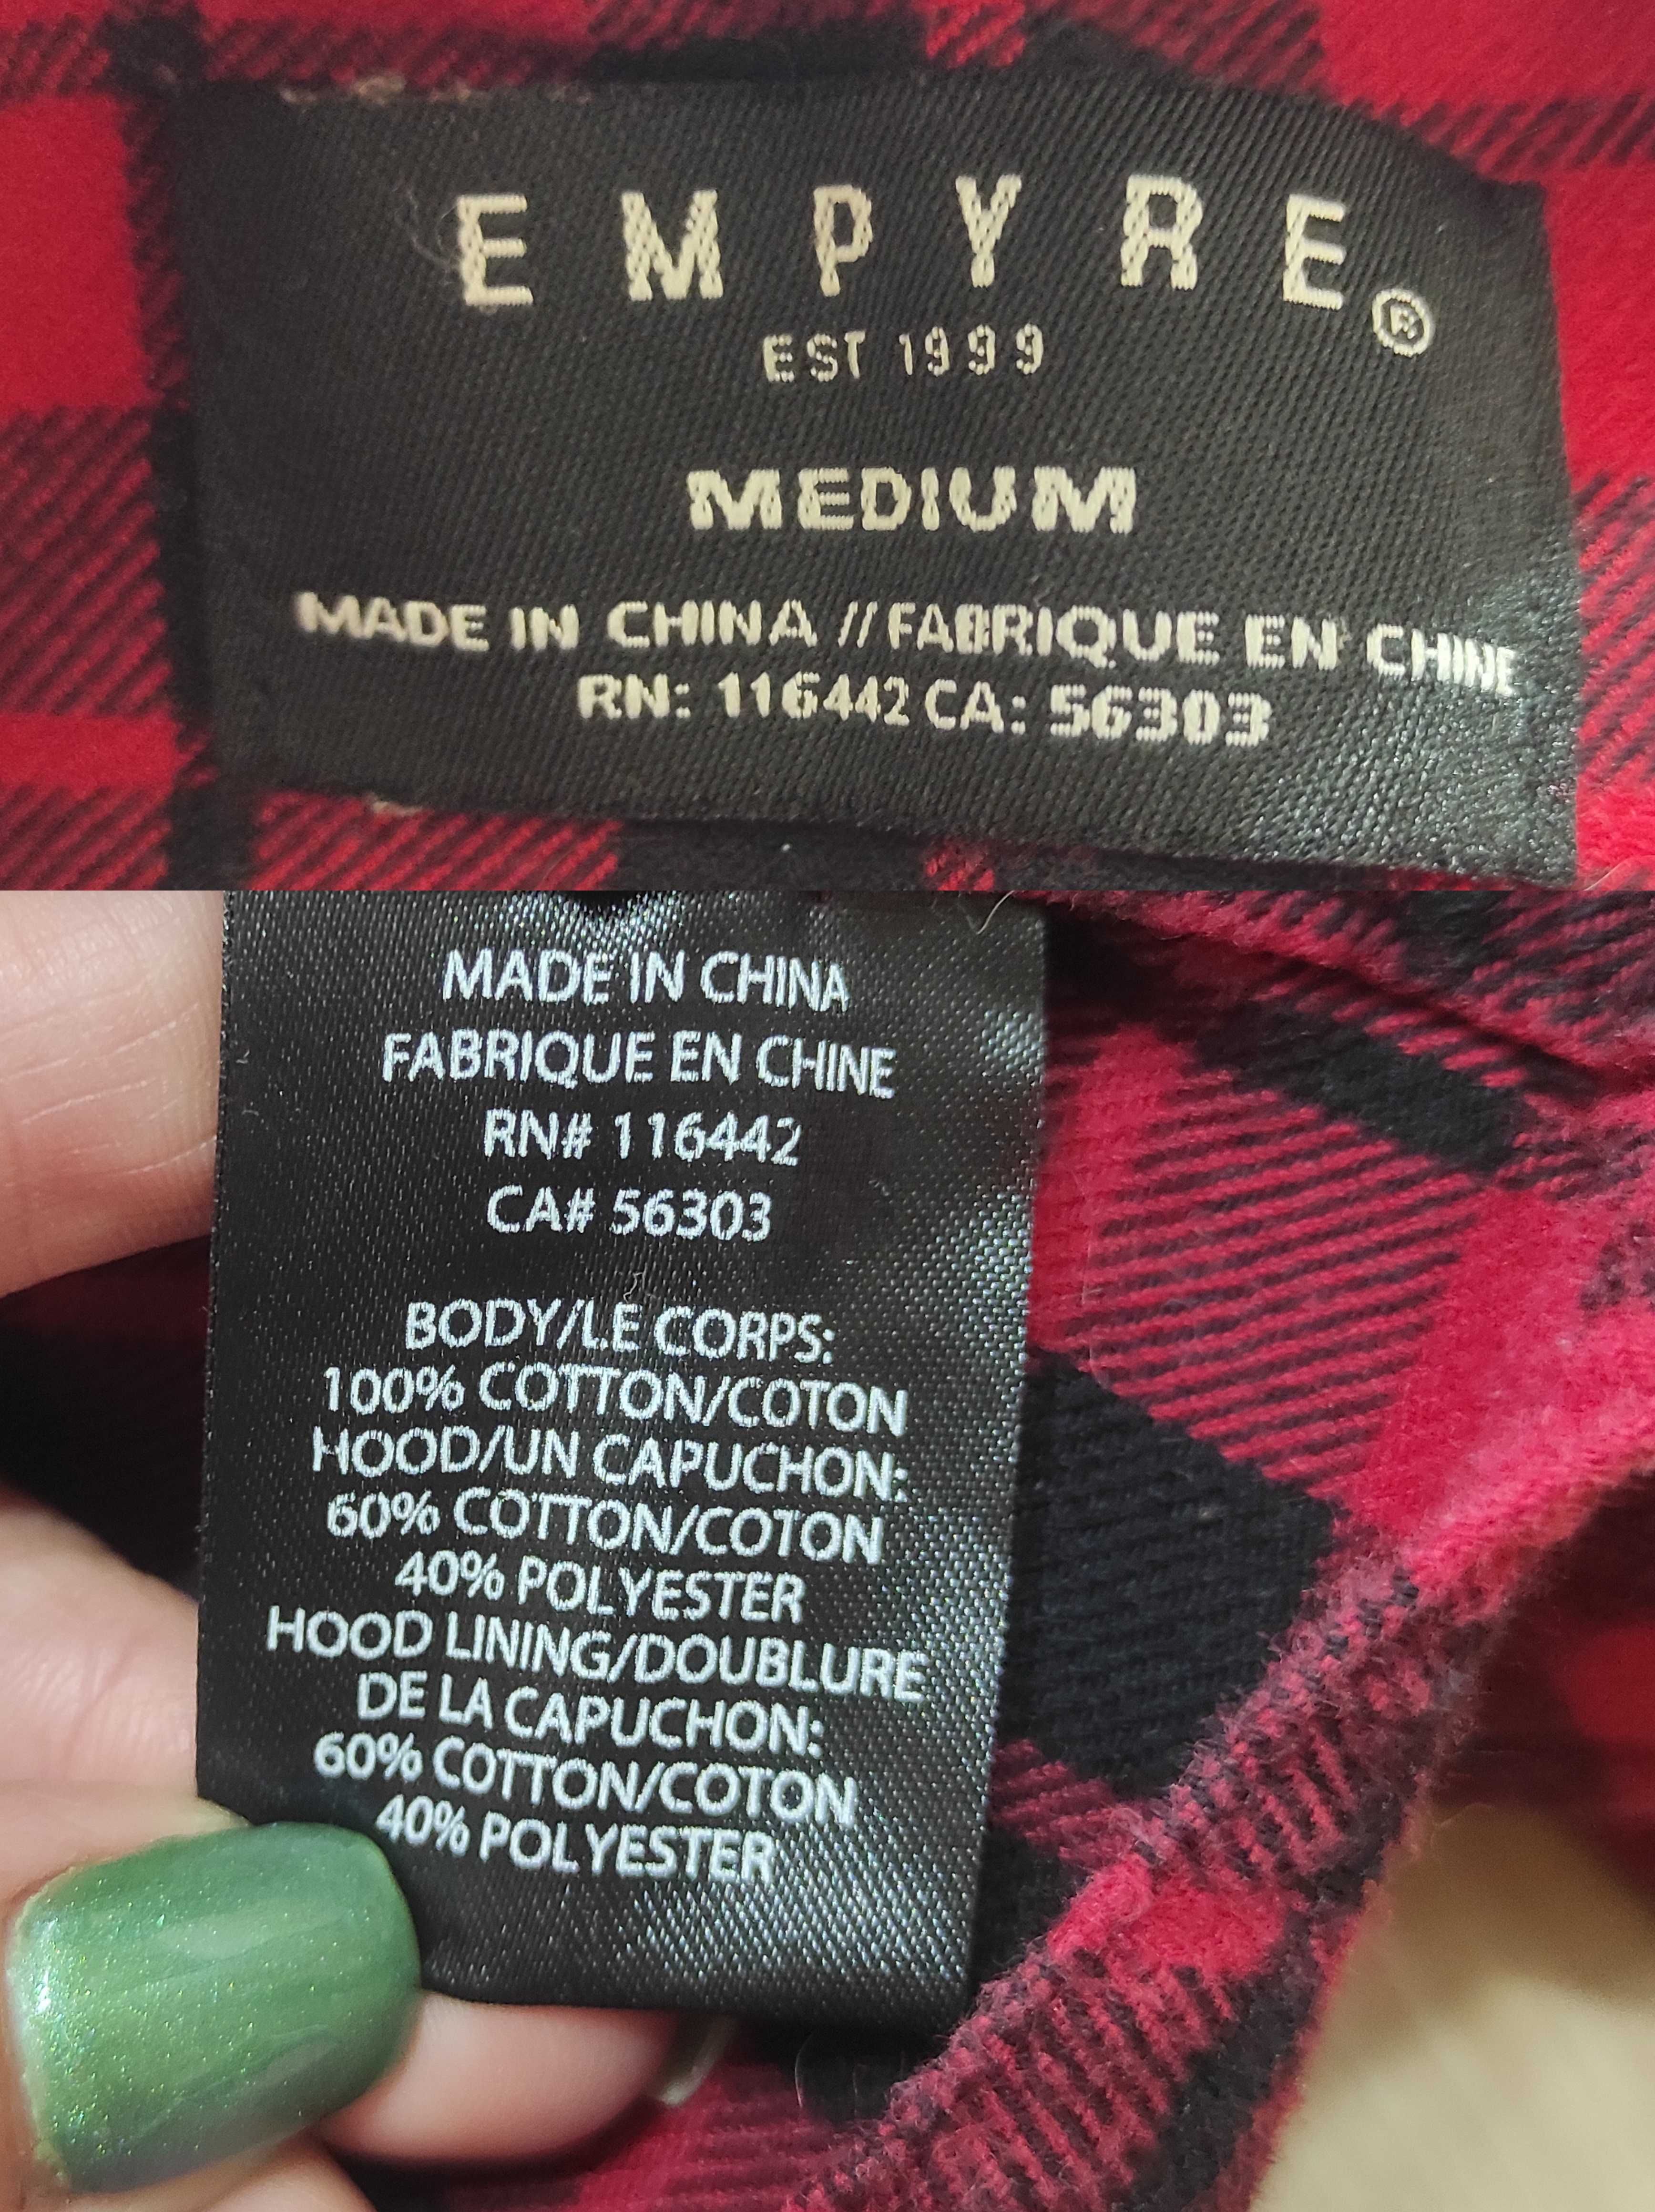 EMPYRE®
EST 1999
MEDIUM
MADE IN CHINA // FABRIQUE EN CHINE
RN: 116442 CA: 56303
MADE IN CHINA
FABRIQUE EN CHINE
RN# 116442
CA# 56303
BODY/LE CORPS:
100% COTTON/COTON
HOOD/UN CAPUCHON:
60% COTTON/COTON
40% POLYESTER
HOOD LINING/DOUBLURE
DE LA CAPUCHON:
60% COTTON/COTON
40% POLYESTER